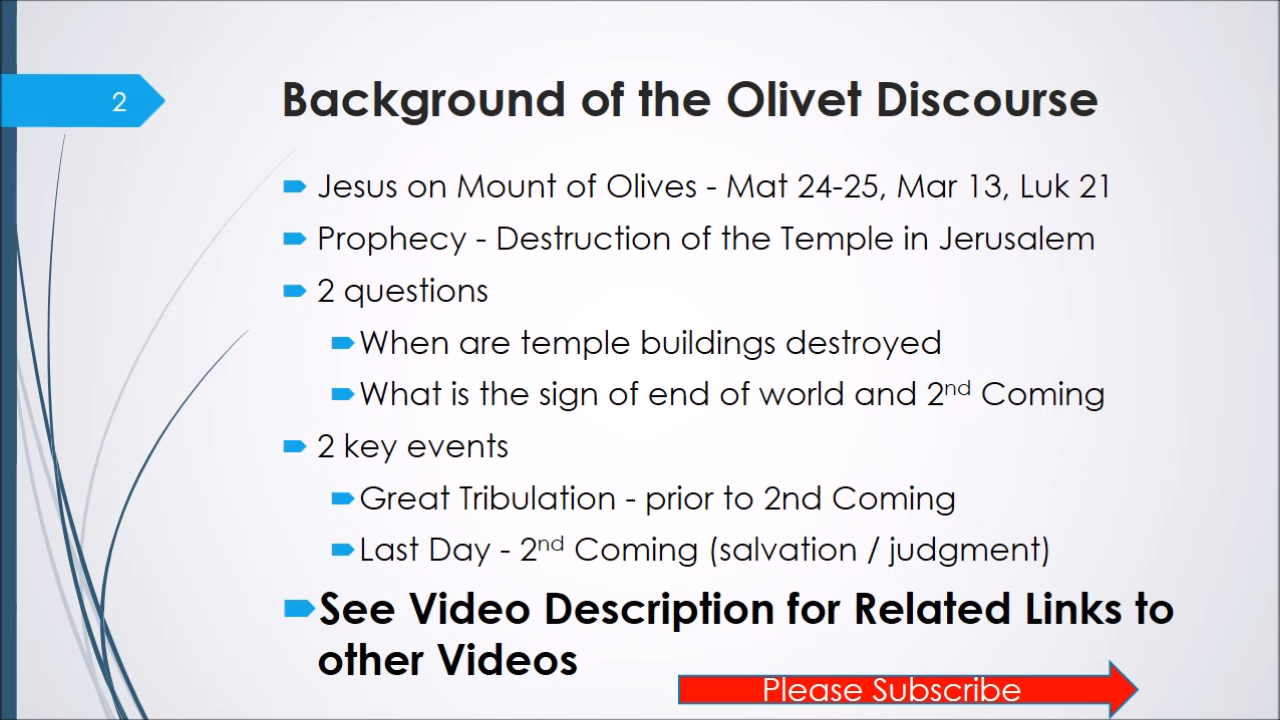 2
Background of the Olivet Discourse
Jesus on Mount of Olives - Mat 24-25, Mar 13, Luk 21
Prophecy - Destruction of the Temple in Jerusalem
2 questions
When are temple buildings destroyed
What is the sign of end of world and 2nd Coming
2 key events
Great Tribulation - prior to 2nd Coming
Last Day - 2nd Coming (salvation / judgment)
See Video Description for Related Links to
other Videos
Please Subscribe